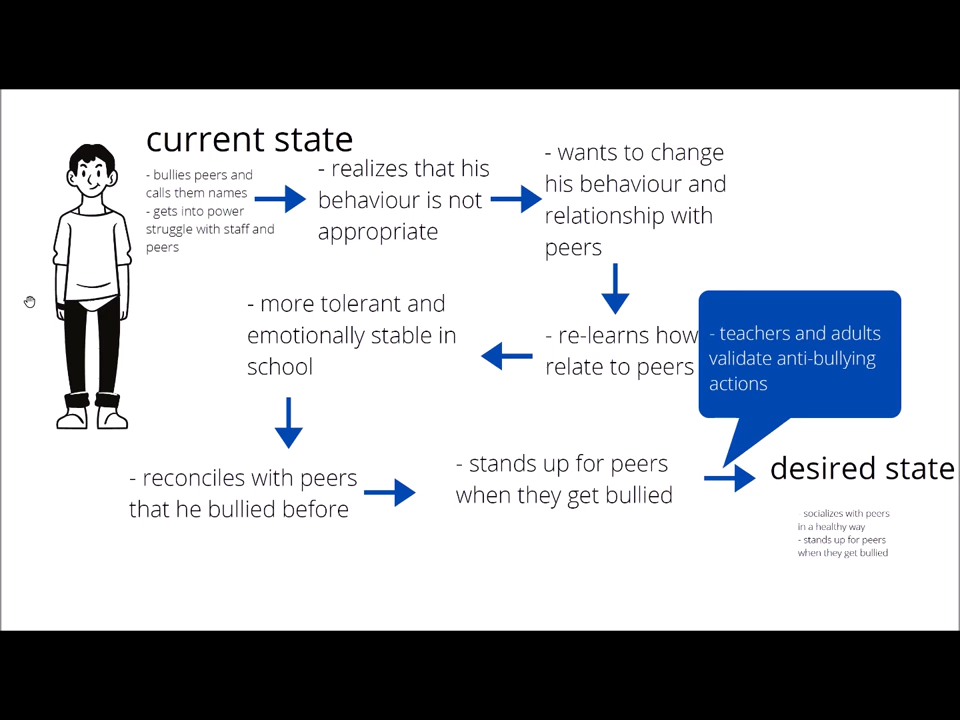 current state
- bullies peers and
calls them names
- gets into power
struggle with staff and
peers
- realizes that his
behaviour is not
appropriate
- wants to change
his behaviour and
relationship with
peers
- re-learns how
relate to peers
- more tolerant and
emotionally stable in
school
- reconciles with peers
that he bullied before
- stands up for peers
when they get bullied
- teachers and adults
validate anti-bullying
actions
desired state
- socializes with peers
in a healthy way
- stands up for peers
when they get bullied